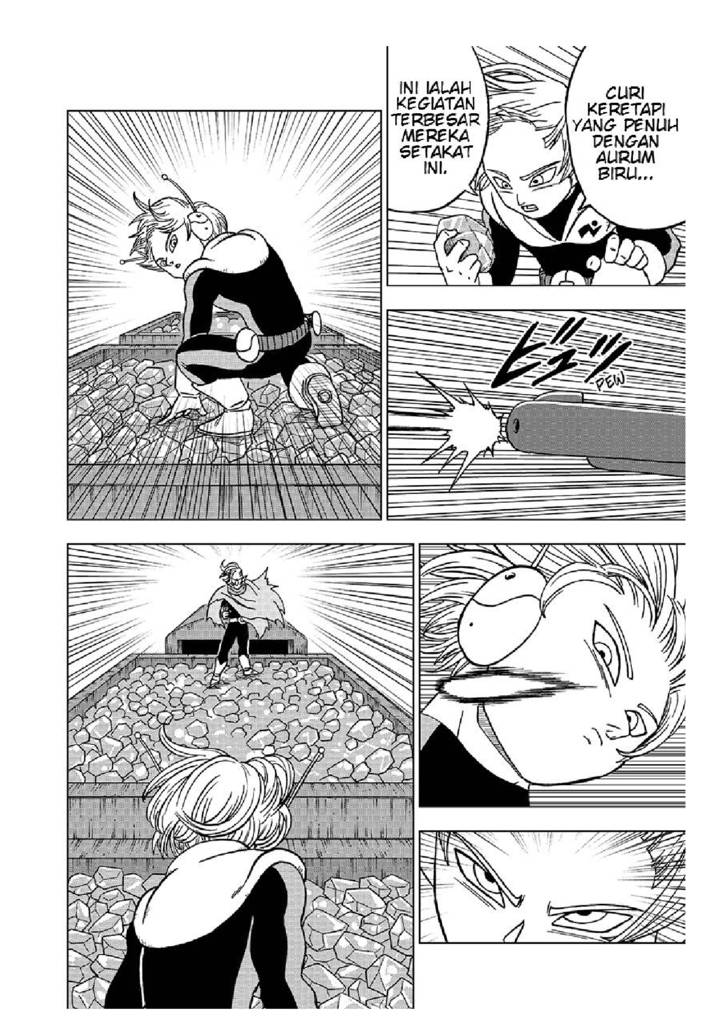 CURI
KERETAPI
YANG PENUH
DENGAN
AURUM
BIRU...
INI IALAH
KEGIATAN
TERBESAR
MEREKA
SETAKAT
INI.
ビュッ
PEW